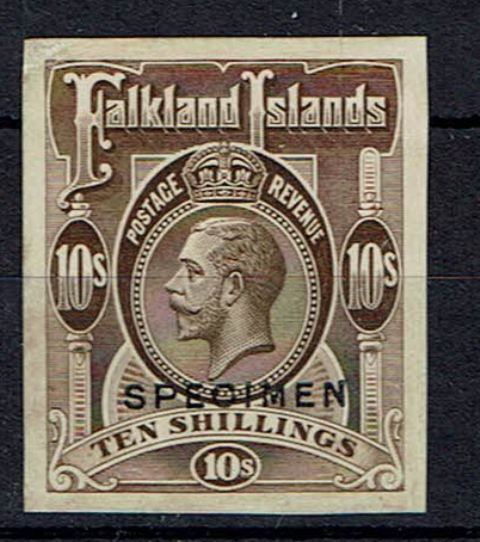 Falkland Islands
POSTAGE REVENUE
10s 10s
SPECIMEN
TEN SHILLINGS
10s